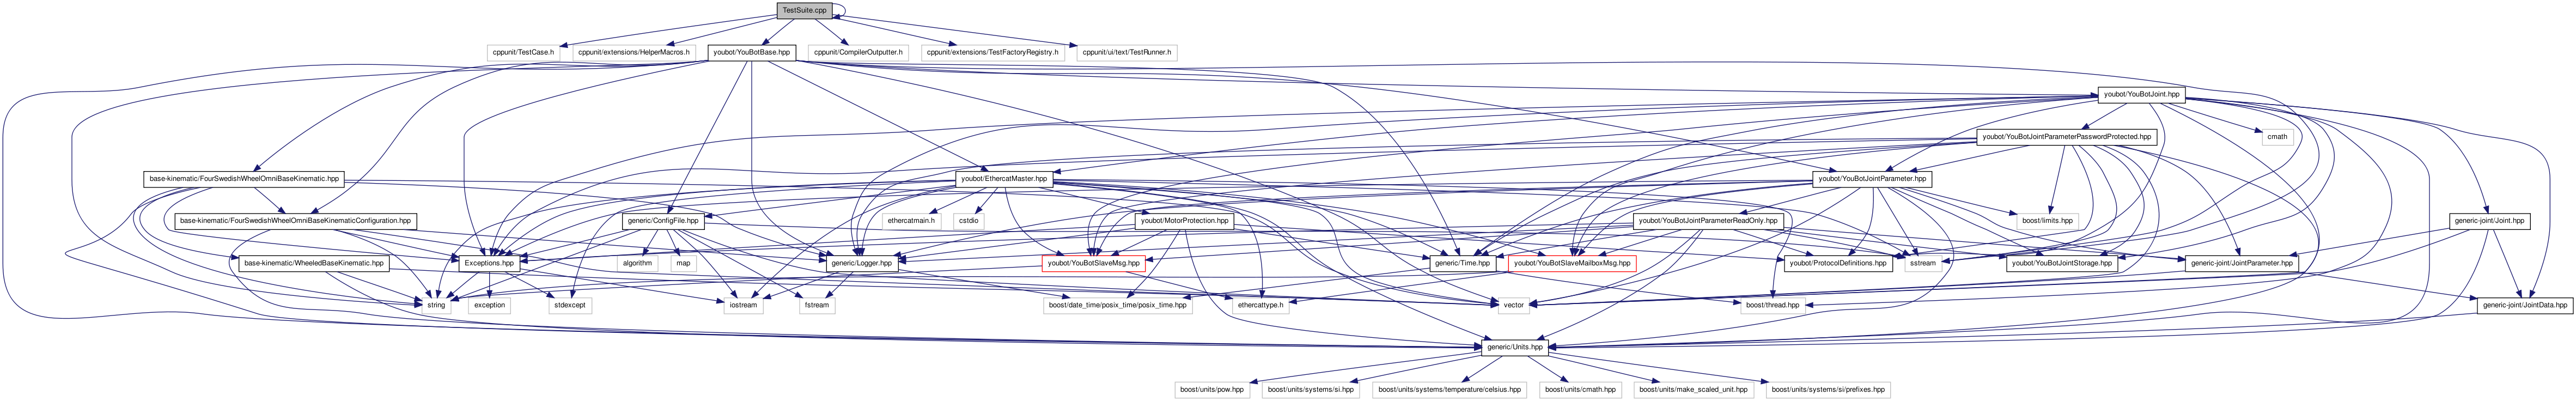 TestSuite.cpp
cppunit/TestCase.h
cppunit/extensions/HelperMacros.h
youbot/YouBotBase.hpp
cppunit/CompilerOutputter.h
cppunit/extensions/TestFactoryRegistry.h
cppunit/ui/text/TestRunner.h
youbot/YouBotJoint.hpp
youbot/YouBotJointParameterPasswordProtected.hpp
cmath
base-kinematic/FourSwedishWheelOmniBaseKinematic.hpp
youbot/EthercatMaster.hpp
youbot/YouBotJointParameter.hpp
base-kinematic/FourSwedishWheelOmniBaseKinematicConfiguration.hpp
generic/ConfigFile.hpp
ethercatmain.h
cstdio
youbot/MotorProtection.hpp
youbot/YouBotJointParameterReadOnly.hpp
boost/limits.hpp
generic-joint/Joint.hpp
base-kinematic/WheeledBaseKinematic.hpp
Exceptions.hpp
algorithm
map
generic/Logger.hpp
youbot/YouBotSlaveMsg.hpp
generic/Time.hpp
youbot/YouBotSlaveMailboxMsg.hpp
youbot/ProtocolDefinitions.hpp
sstream
youbot/YouBotJointStorage.hpp
generic-joint/JointParameter.hpp
string
exception
stdexcept
iostream
fstream
boost/date_time/posix_time/posix_time.hpp
ethercattype.h
vector
boost/thread.hpp
generic-joint/JointData.hpp
generic/Units.hpp
boost/units/pow.hpp
boost/units/systems/si.hpp
boost/units/systems/temperature/celsius.hpp
boost/units/cmath.hpp
boost/units/make_scaled_unit.hpp
boost/units/systems/si/prefixes.hpp